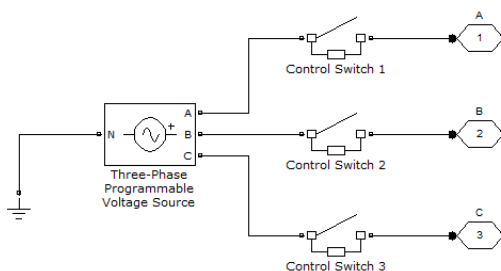 A
1
Control Switch 1
A
N
+
B
C
B
2
Control Switch 2
Three-Phase
Programmable
Voltage Source
C
3
Control Switch 3